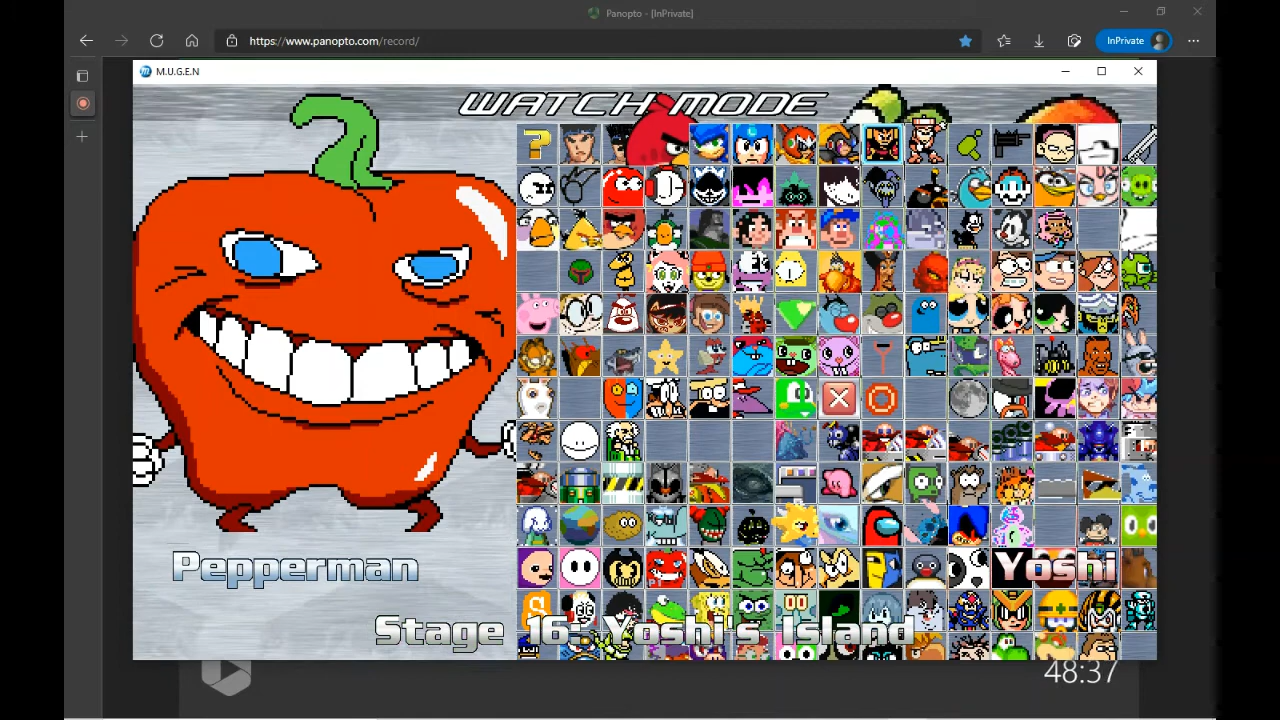 Panopto - [InPrivate]
https://www.panopto.com/record/
InPrivate
M.U.G.E.N
WATCH MODE
Pepperman
Yoshi
Stage 16: Yoshi's Island
48:37